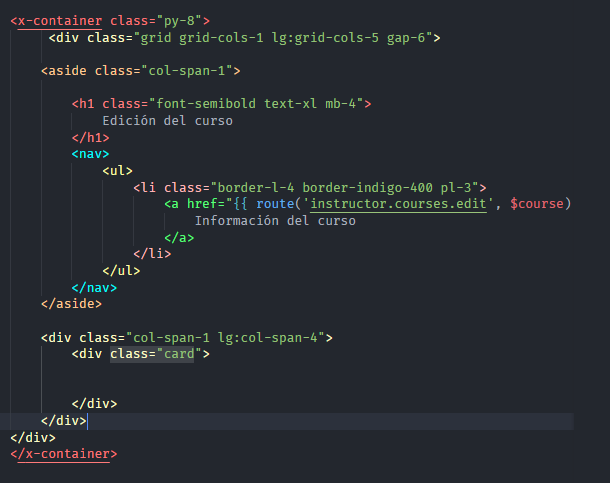 <x-container class="py-8">
<div class="grid grid-cols-1 lg:grid-cols-5 gap-6">
<aside class="col-span-1">
<h1 class="font-semibold text-xl mb-4">
Edición del curso
</h1>
<nav>
<ul>
<li class="border-l-4 border-indigo-400 pl-3">
<a href="{{ route('instructor.courses.edit', $course)
Información del curso
</a>
</li>
</ul>
</nav>
</aside>
<div class="col-span-1 lg:col-span-4">
<div class="card">
</div>
</div>
</div>
</x-container>